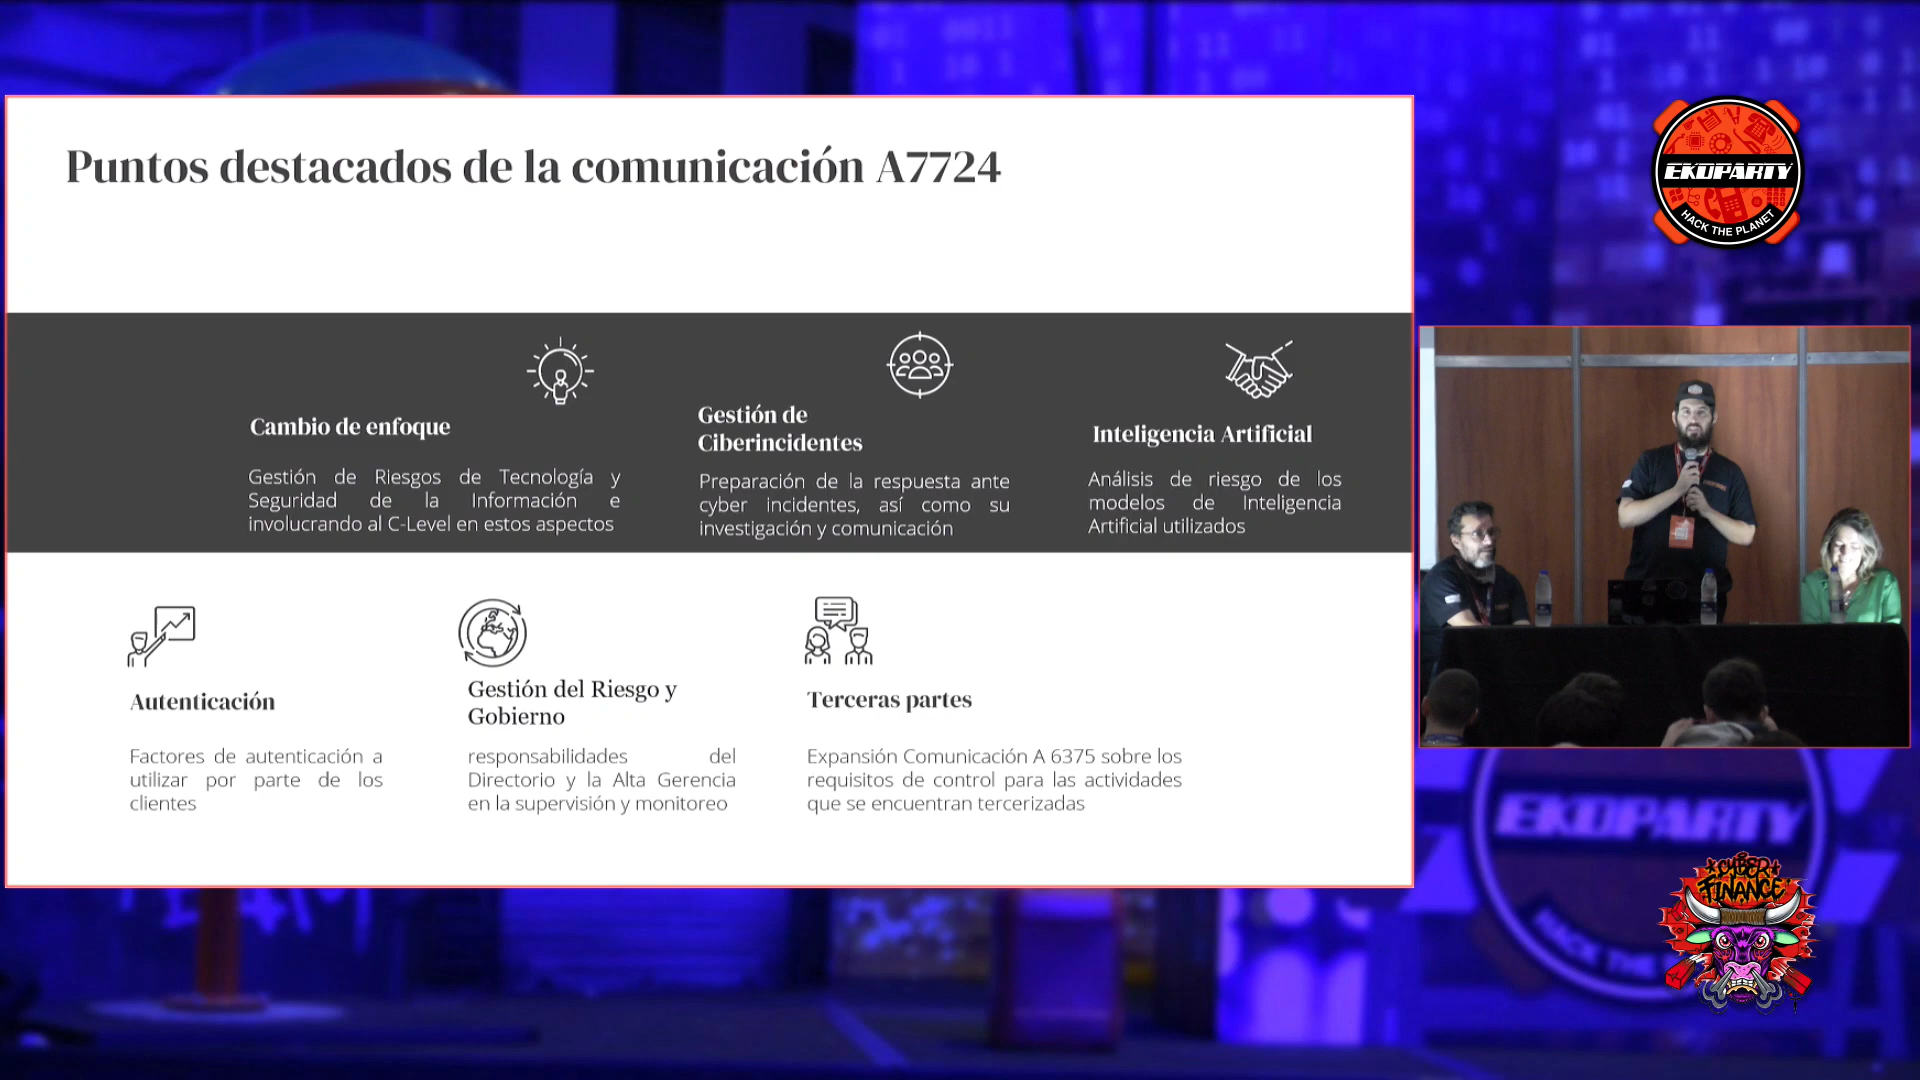 Puntos destacados de la comunicación A7724
Cambio de enfoque
Gestión de Riesgos de Tecnología y
Seguridad de la Información e
involucrando al C-Level en estos aspectos
Gestión de
Ciberincidentes
Preparación de la respuesta ante
cyber incidentes, así como su
investigación y comunicación
Inteligencia Artificial
Análisis de riesgo de los
modelos de Inteligencia
Artificial utilizados
Autenticación
Factores de autenticación a
utilizar por parte de los
clientes
Gestión del Riesgo y
Gobierno
responsabilidades del
Directorio y la Alta Gerencia
en la supervisión y monitoreo
Terceras partes
Expansión Comunicación A 6375 sobre los
requisitos de control para las actividades
que se encuentran tercerizadas
EKOPARTY
HACK THE PLANET
EKOPARTY
HACK THE
CYBER
FINANCE